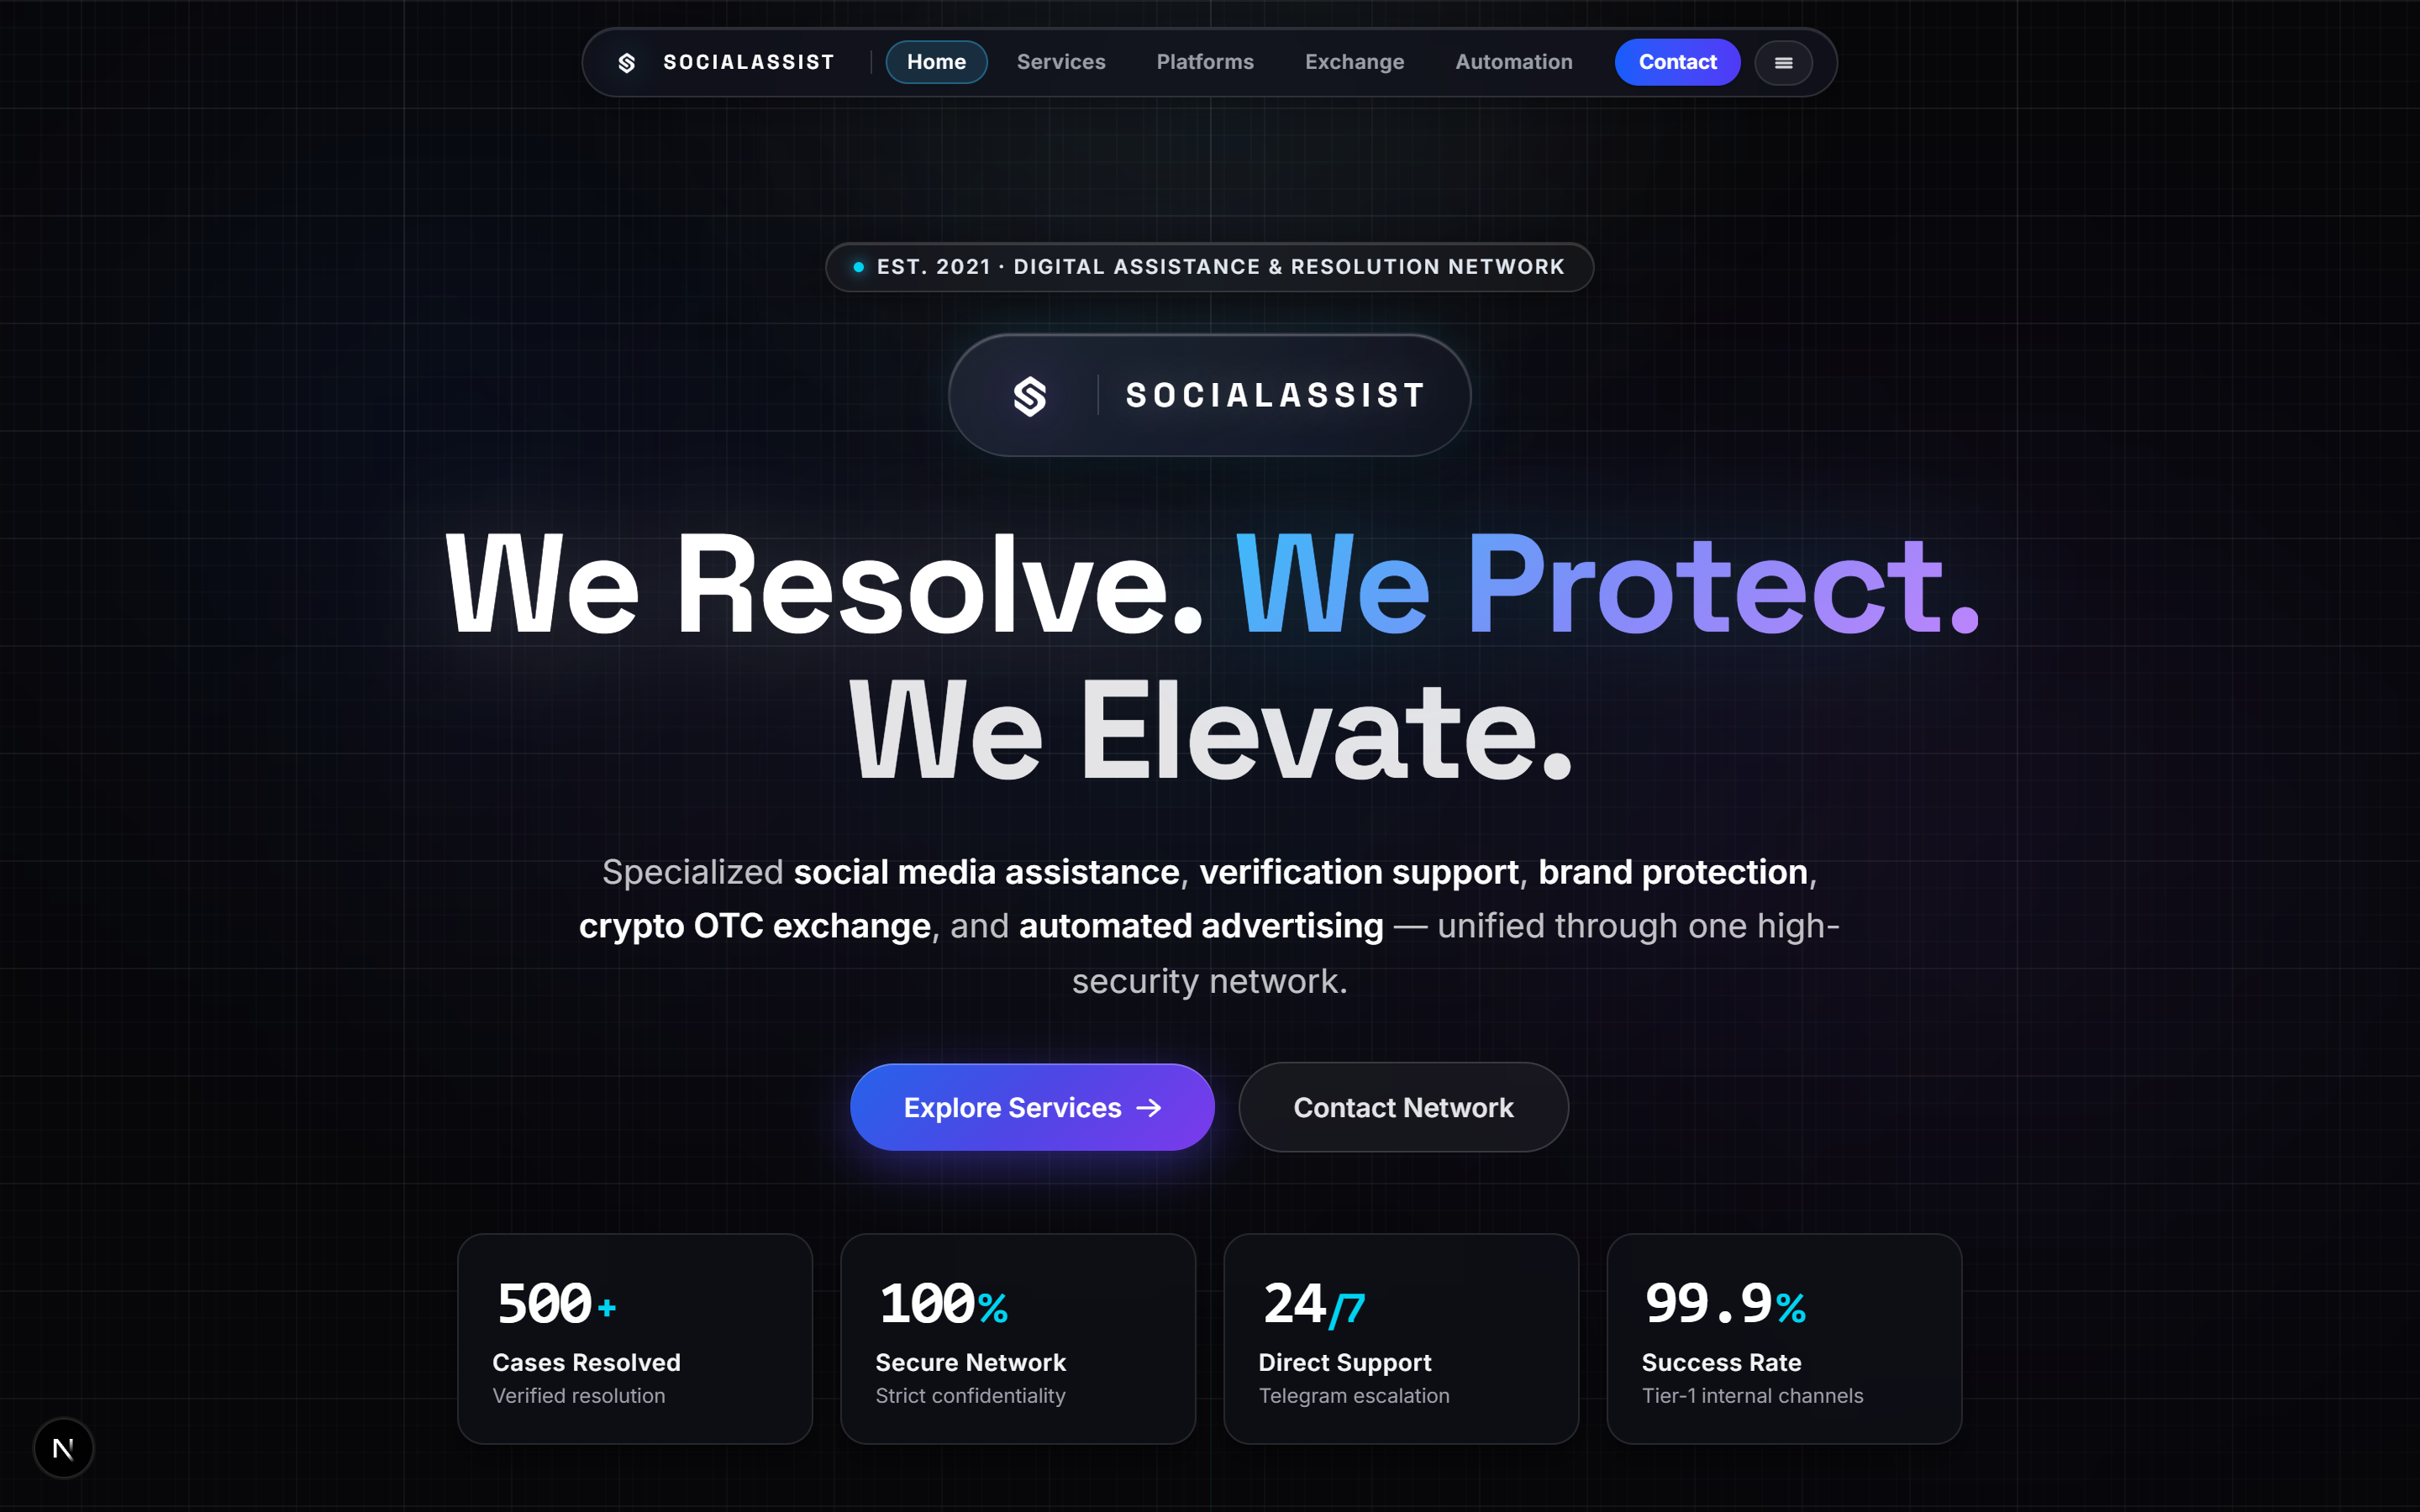 SOCIALASSIST Home Services Platforms Exchange Automation Contact
EST. 2021 · DIGITAL ASSISTANCE & RESOLUTION NETWORK
SOCIALASSIST
We Resolve. We Protect.
We Elevate.
Specialized social media assistance, verification support, brand protection,
crypto OTC exchange, and automated advertising — unified through one high-
security network.
Explore Services →
Contact Network
500+
Cases Resolved
Verified resolution
100%
Secure Network
Strict confidentiality
24/7
Direct Support
Telegram escalation
99.9%
Success Rate
Tier-1 internal channels
N